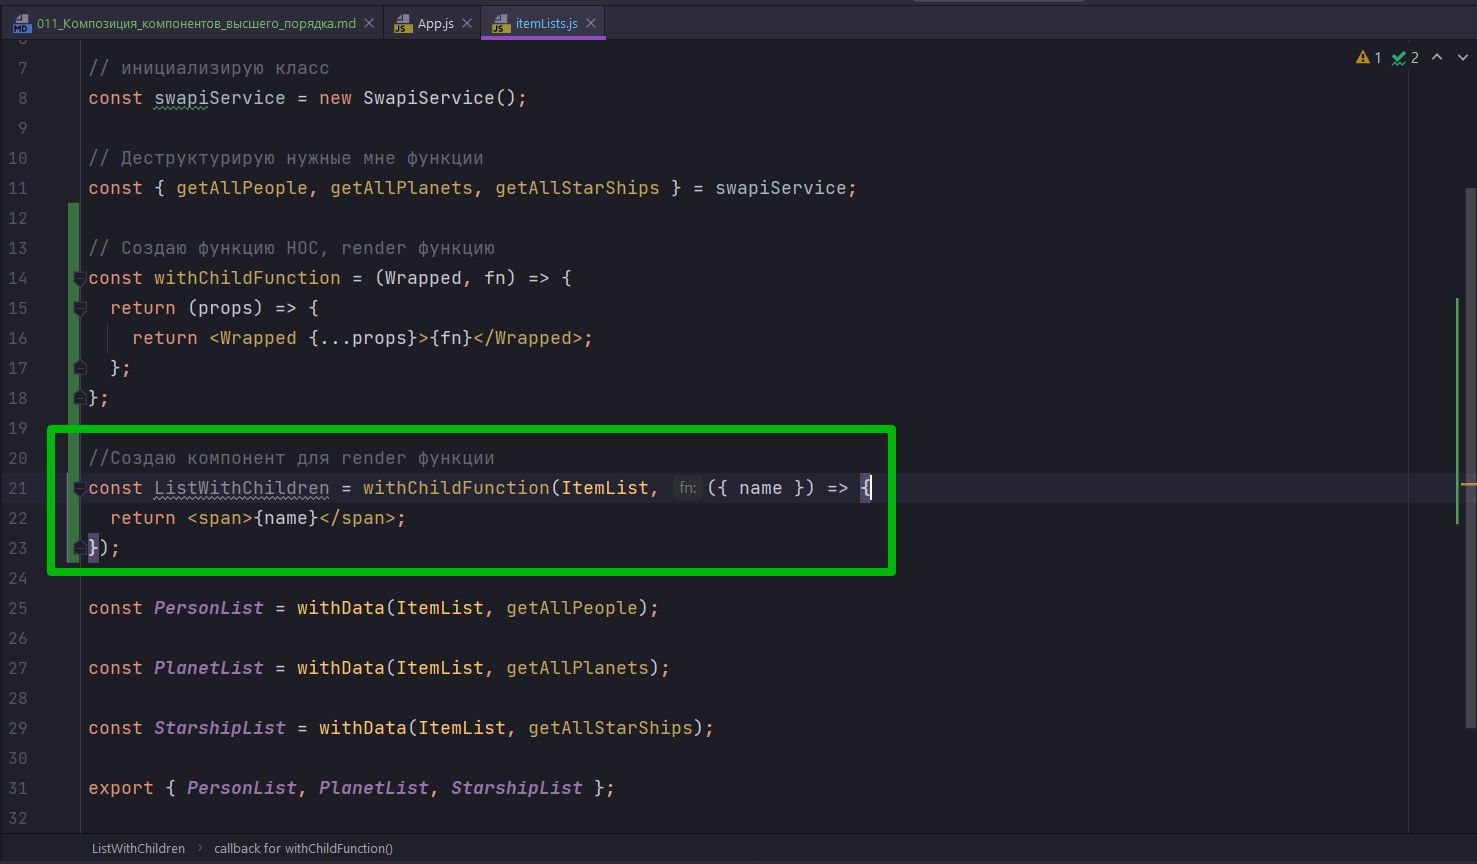 011_Композиция_компонентов_высшего_порядка.md App.js itemLists.js
1 2
7 // инициализирую класс
8 const swapiService = new SwapiService();
9
10 // Деструктурирую нужные мне функции
11 const { getAllPeople, getAllPlanets, getAllStarShips } = swapiService;
12
13 // Создаю функцию HOC, render функцию
14 const withChildFunction = (Wrapped, fn) => {
15 return (props) => {
16 return <Wrapped {...props}>{fn}</Wrapped>;
17 };
18 };
19
20 //Создаю компонент для render функции
21 const ListWithChildren = withChildFunction(ItemList, fn: ({ name }) => {
22 return <span>{name}</span>;
23 });
24
25 const PersonList = withData(ItemList, getAllPeople);
26
27 const PlanetList = withData(ItemList, getAllPlanets);
28
29 const StarshipList = withData(ItemList, getAllStarShips);
30
31 export { PersonList, PlanetList, StarshipList };
32
ListWithChildren › callback for withChildFunction()